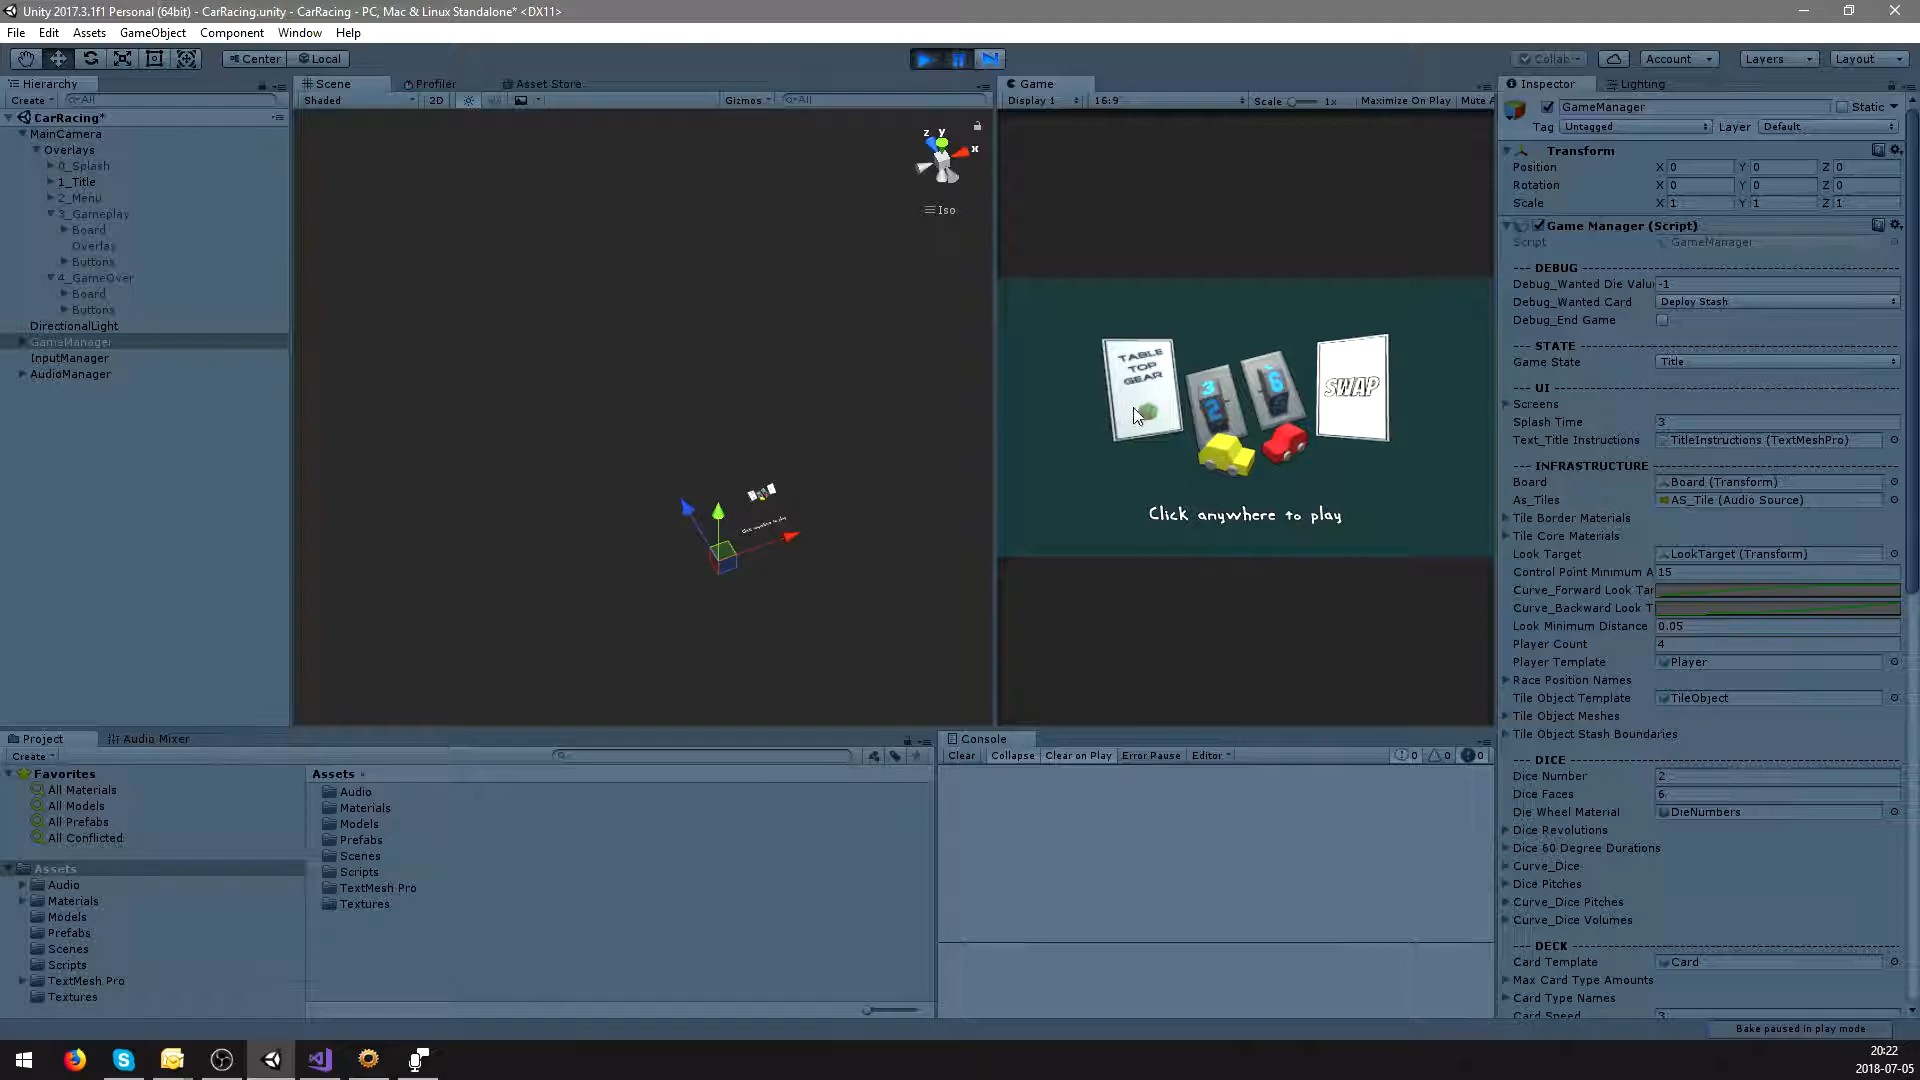 Unity 2017.3.1f1 Personal (64bit) - CarRacing.unity - CarRacing - PC, Mac & Linux Standalone* <DX11>
File Edit Assets GameObject Component Window Help
Center Local
Collab Account Layers Layout
Hierarchy
Create All
CarRacing*
MainCamera
Overlays
0_Splash
1_Title
2_Menu
3_Gameplay
Board
Overlay
Buttons
4_GameOver
Board
Buttons
DirectionalLight
GameManager
InputManager
AudioManager
Scene Profiler Asset Store
Shaded 2D Gizmos All
z y
x
Iso
Game
Display 1 16:9 Scale 1x Maximize On Play Mute A
TABLE
TOP
GEAR
3
2
6
SWAP
Click anywhere to play
Click anywhere to play
Inspector Lighting
GameManager Static
Tag Untagged Layer Default
Transform
Position X 0 Y 0 Z 0
Rotation X 0 Y 0 Z 0
Scale X 1 Y 1 Z 1
Game Manager (Script)
Script GameManager
--- DEBUG
Debug_Wanted Die Valu -1
Debug_Wanted Card Deploy Stash
Debug_End Game
--- STATE
Game State Title
--- UI
Screens
Splash Time 3
Text_Title Instructions TitleInstructions (TextMeshPro)
--- INFRASTRUCTURE
Board Board (Transform)
As_Tiles AS_Tile (Audio Source)
Tile Border Materials
Tile Core Materials
Look Target LookTarget (Transform)
Control Point Minimum A 15
Curve_Forward Look Tar
Curve_Backward Look T
Look Minimum Distance 0.05
Player Count 4
Player Template Player
Race Position Names
Tile Object Template TileObject
Tile Object Meshes
Tile Object Stash Boundaries
--- DICE
Dice Number 2
Dice Faces 6
Die Wheel Material DieNumbers
Dice Revolutions
Dice 60 Degree Durations
Curve_Dice
Dice Pitches
Curve_Dice Pitches
Curve_Dice Volumes
--- DECK
Card Template Card
Max Card Type Amounts
Card Type Names
Card Speed 3
Bake paused in play mode
Project Audio Mixer
Create
Favorites
All Materials
All Models
All Prefabs
All Conflicted
Assets
Audio
Materials
Models
Prefabs
Scenes
Scripts
TextMesh Pro
Textures
Assets
Audio
Materials
Models
Prefabs
Scenes
Scripts
TextMesh Pro
Textures
Console
Clear Collapse Clear on Play Error Pause Editor 0 0 0
20:22
2018-07-05